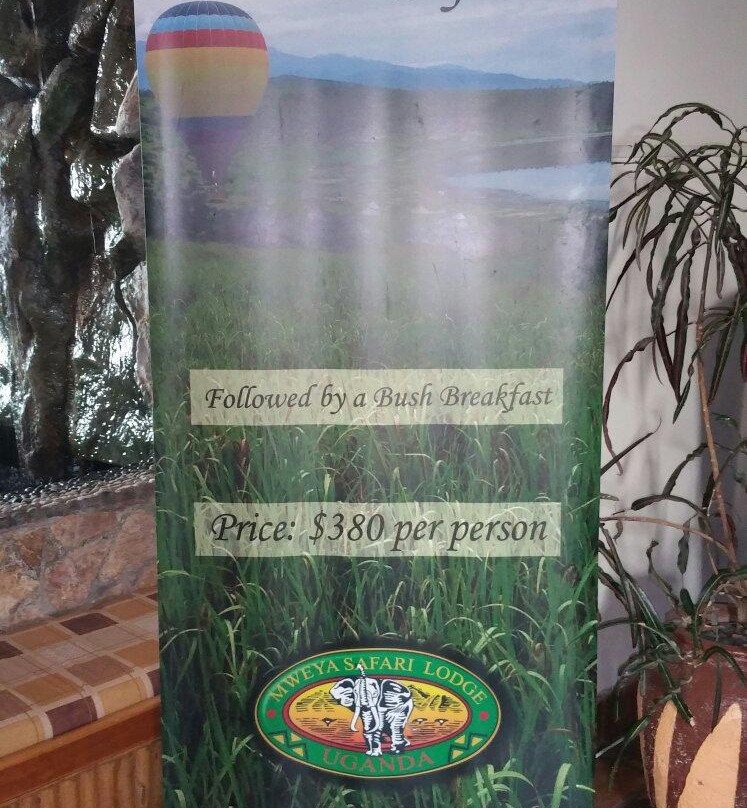 Followed by a Bush Breakfast
Price: $380 per person
MWEYA SAFARI LODGE
UGANDA